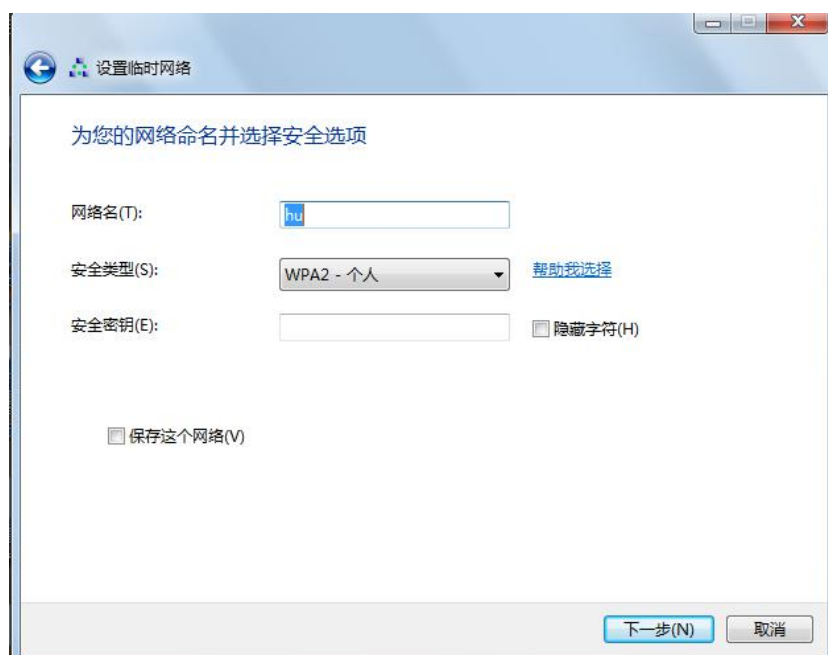 设置临时网络
为您的网络命名并选择安全选项
网络名(T):
hu
安全类型(S):
WPA2 - 个人
帮助我选择
安全密钥(E):
隐藏字符(H)
保存这个网络(V)
下一步(N)
取消